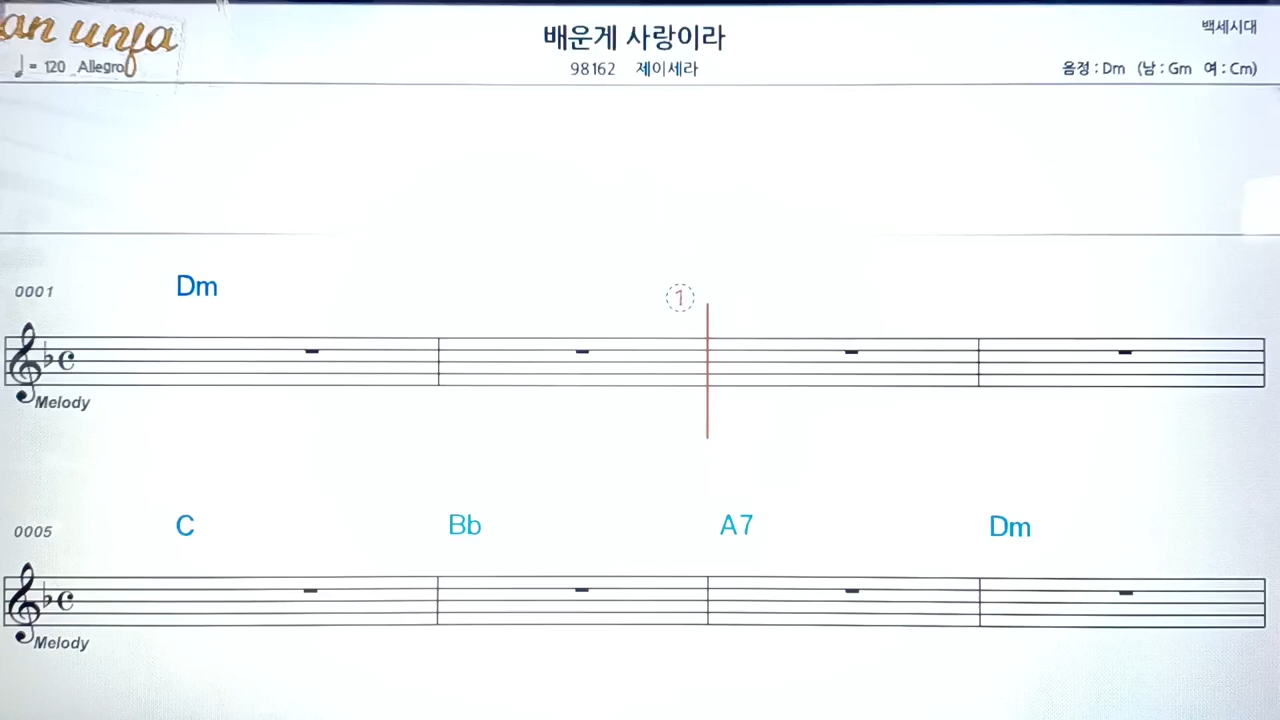 an unja
배운게 사랑이라
백세시대
♩ = 120 Allegro
98162 제이세라
음정 : Dm (남 : Gm 여 : Cm)
0001
Dm
1
Melody
0005
C Bb A7 Dm
Melody